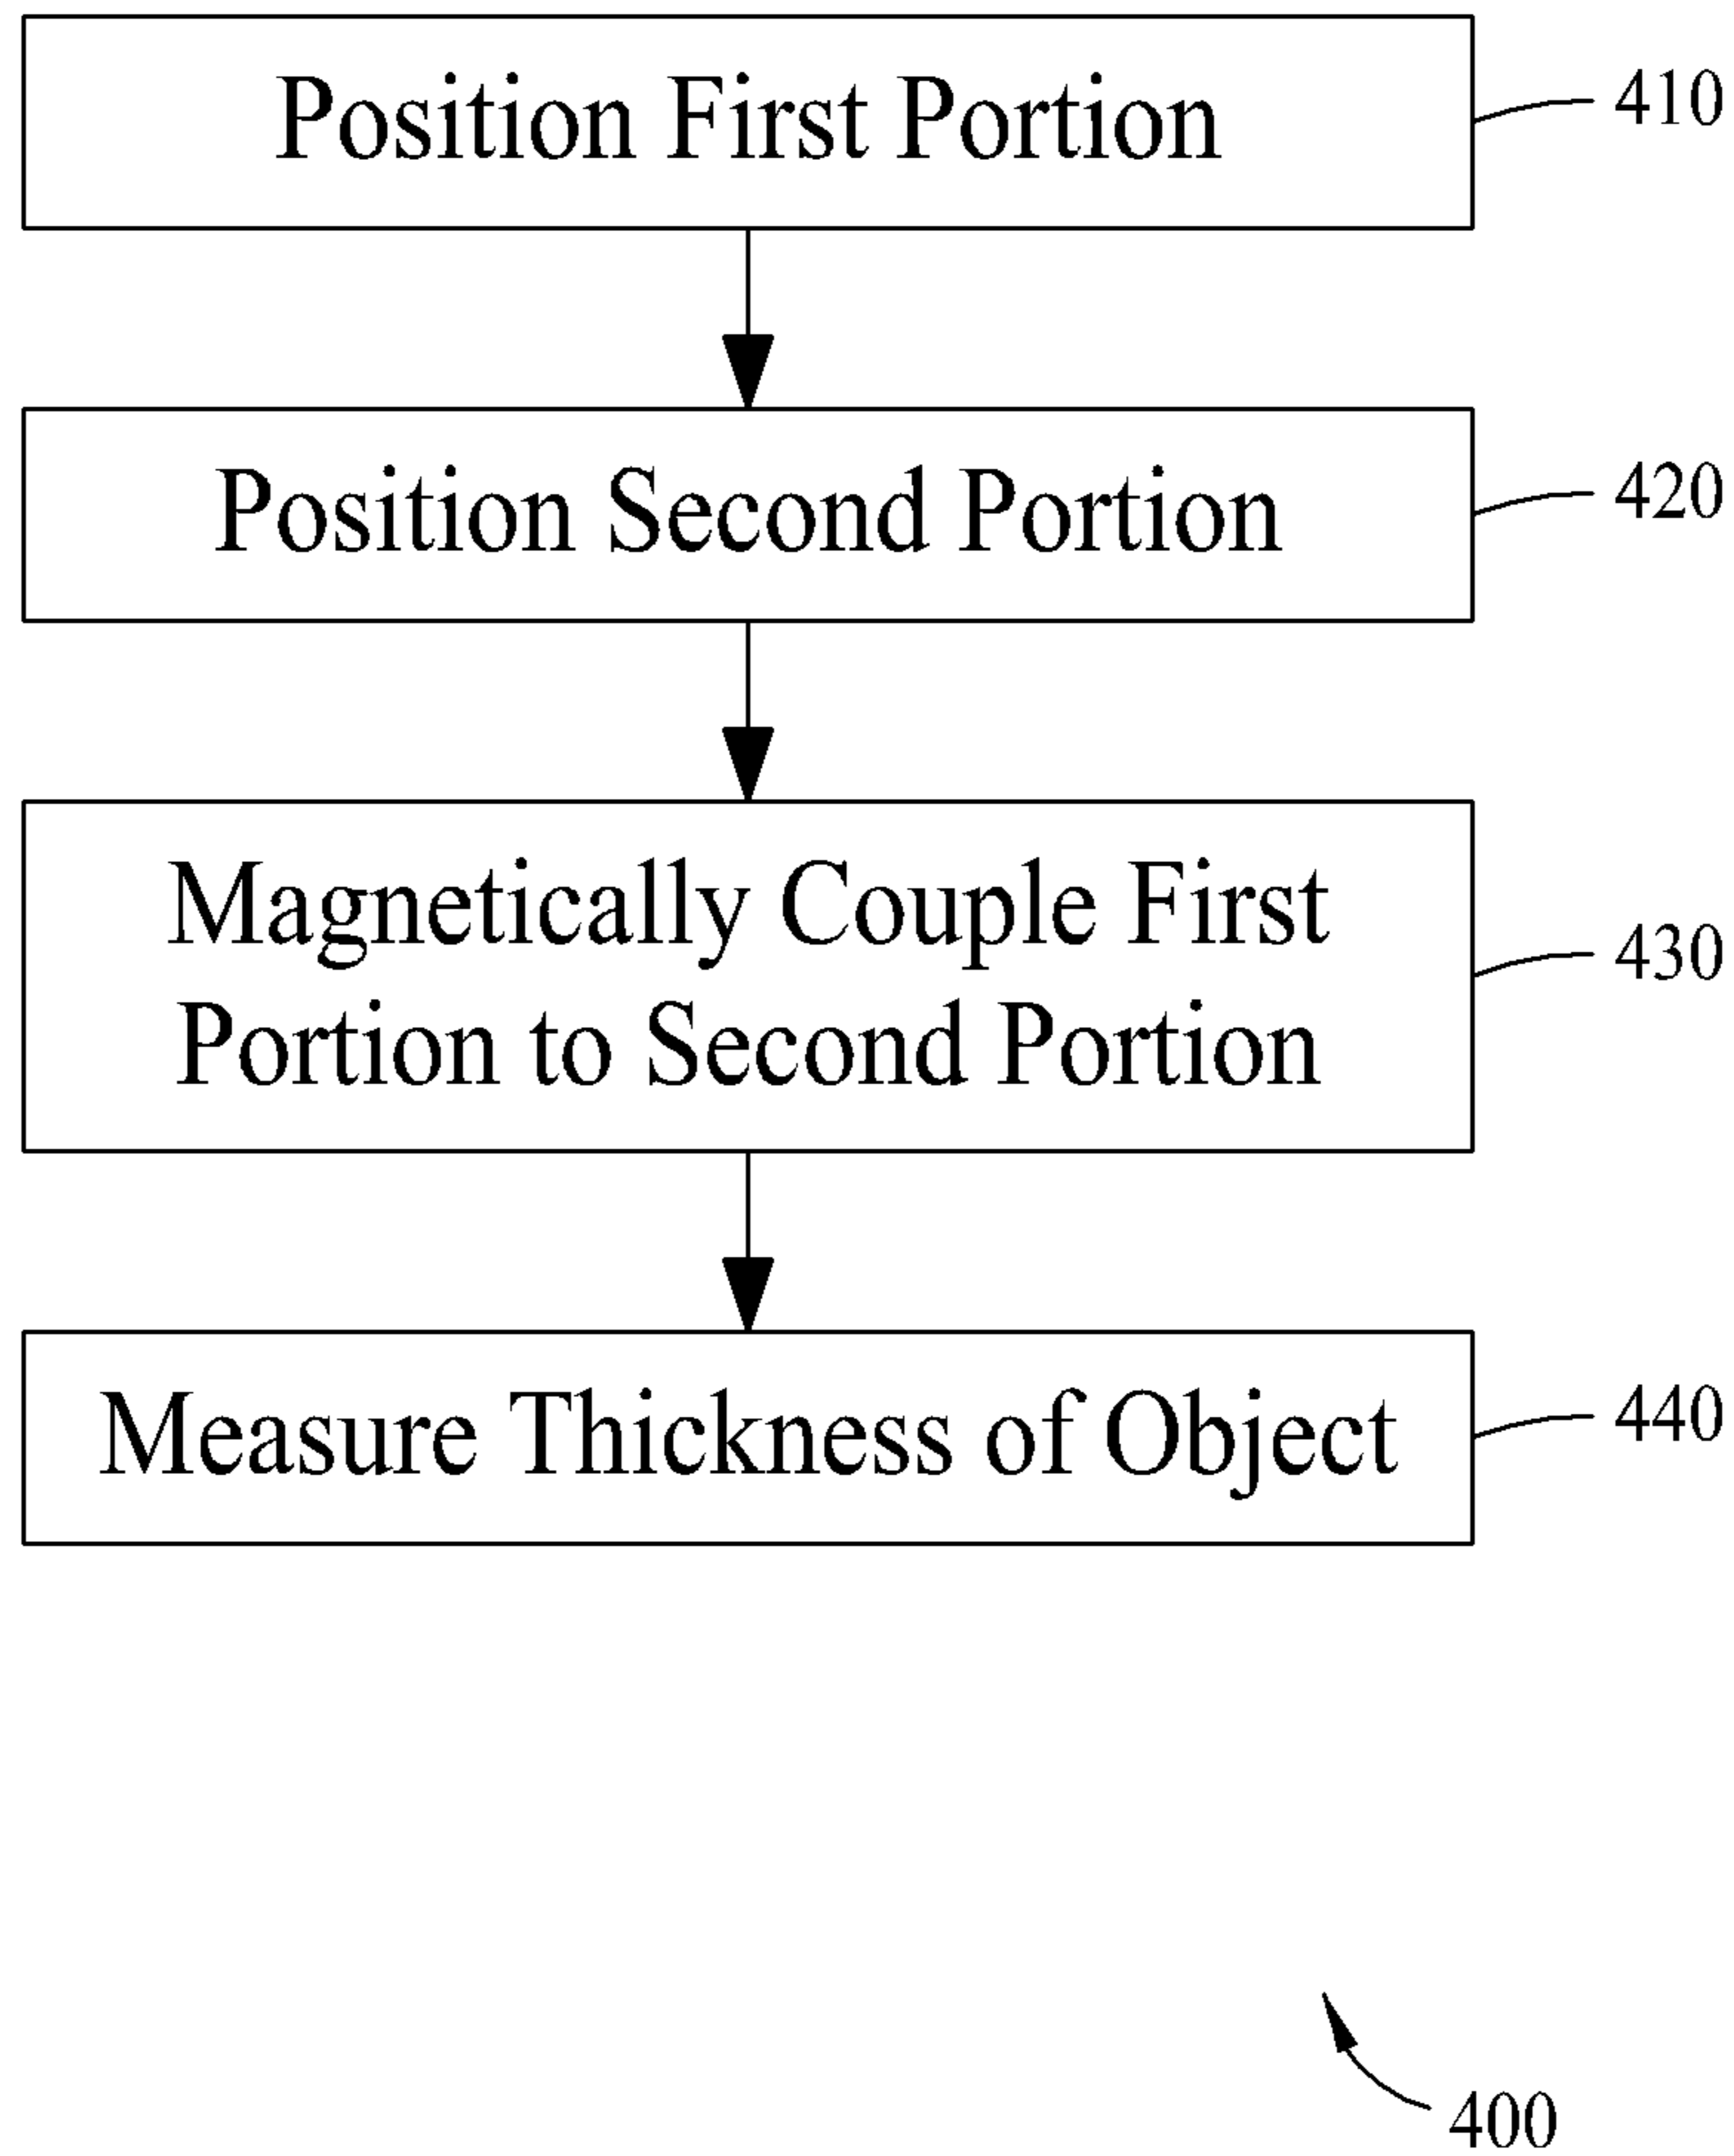 Position First Portion
410
Position Second Portion
420
Magnetically Couple First
Portion to Second Portion
430
Measure Thickness of Object
440
400